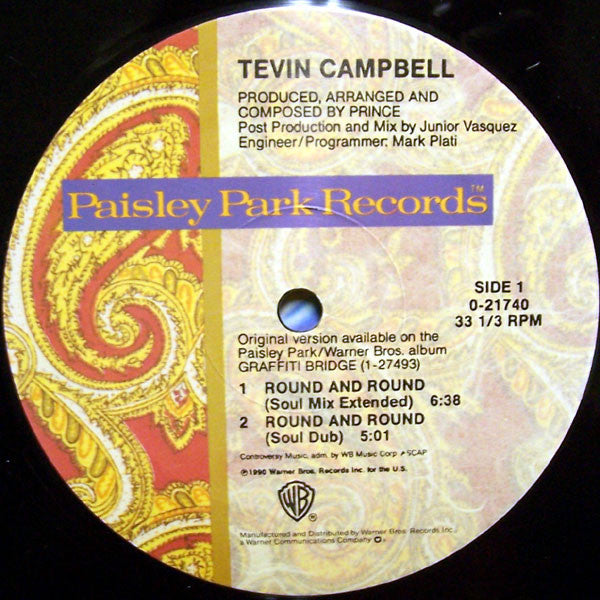 TEVIN CAMPBELL
PRODUCED, ARRANGED AND
COMPOSED BY PRINCE
Post Production and Mix by Junior Vasquez
Engineer/Programmer: Mark Plati
Paisley Park Records™
SIDE 1
0-21740
33 1/3 RPM
Original version available on the
Paisley Park/Warner Bros. album
GRAFFITI BRIDGE (1-27493)
1 ROUND AND ROUND
(Soul Mix Extended) 6:38
2 ROUND AND ROUND
(Soul Dub) 5:01
Controversy Music, adm. by WB Music Corp ASCAP
℗1990 Warner Bros. Records Inc. for the U.S.
WB®
Manufactured and Distributed by Warner Bros. Records Inc.,
a Warner Communications Company